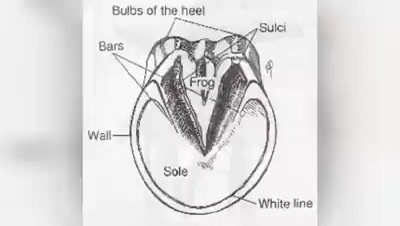 Bulbs of the heel
Sulci
Bars
Frog
Wall
Sole
White line